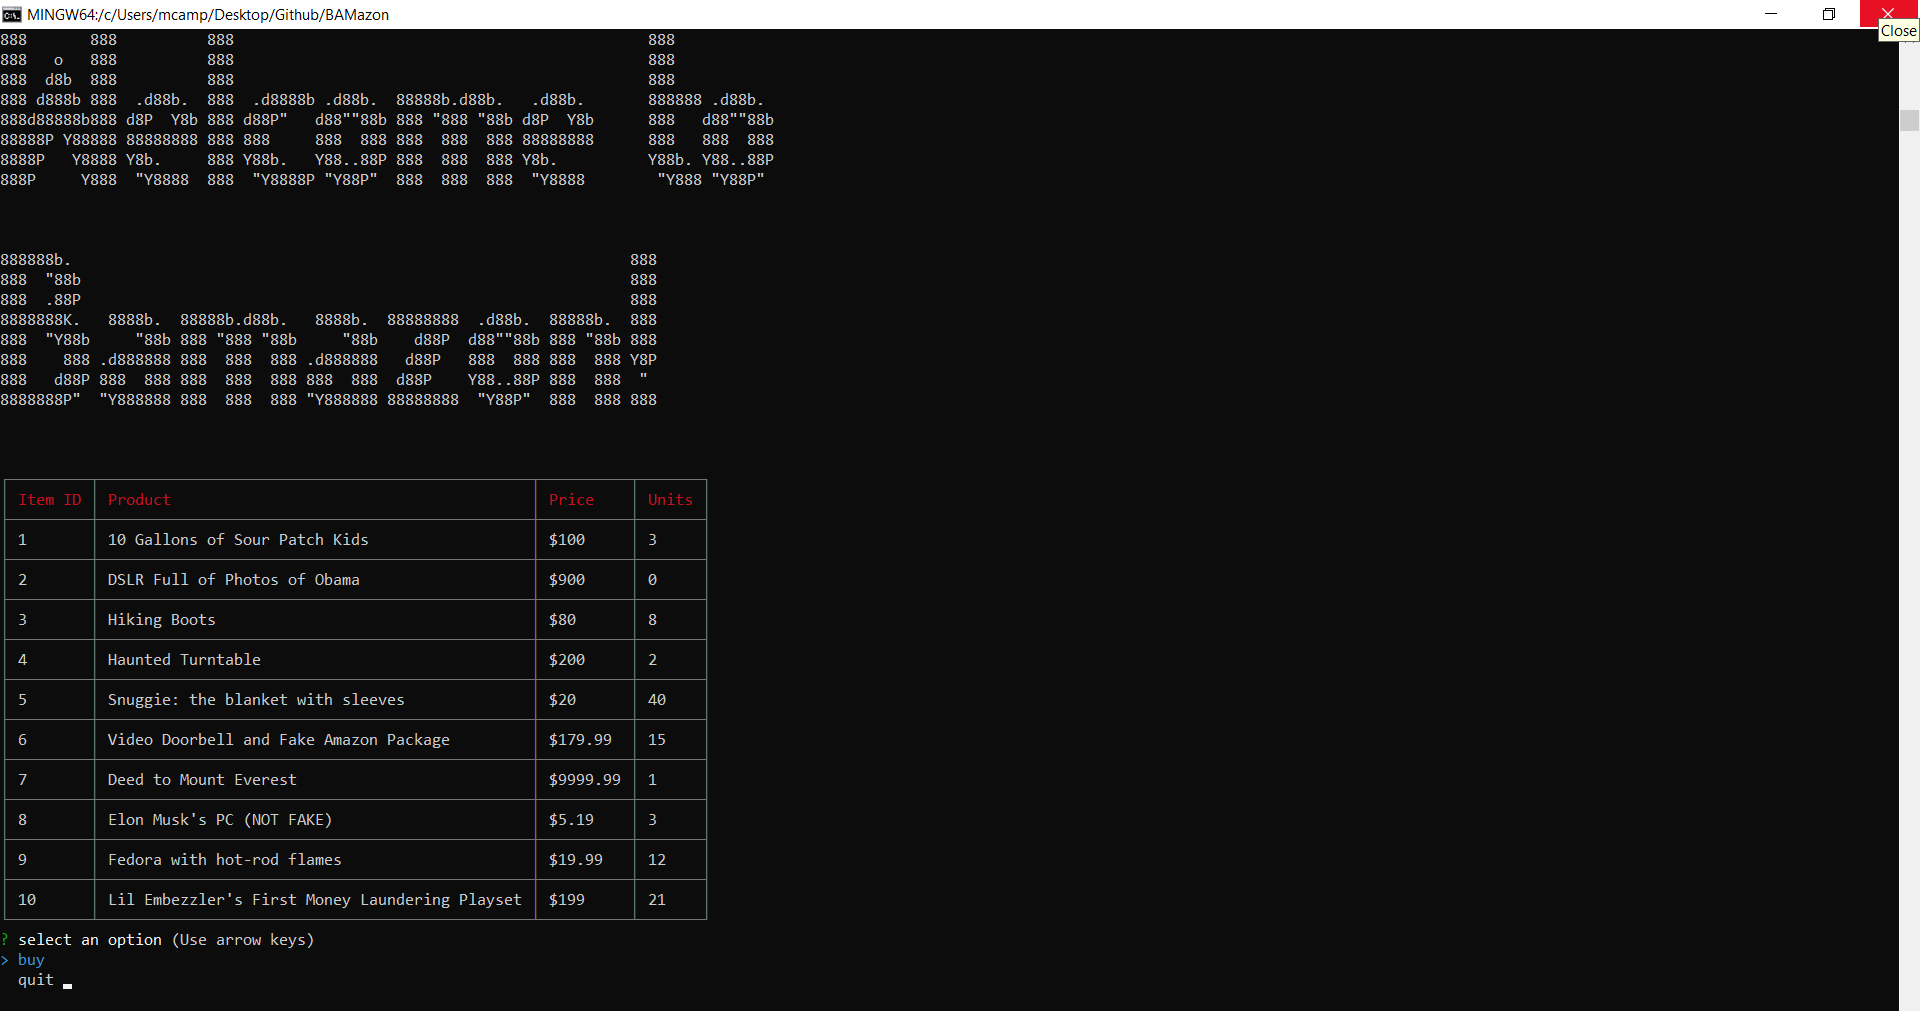 MINGW64:/c/Users/mcamp/Desktop/Github/BAMazon
Close
888       888          888                                              888
888   o   888          888                                              888
888  d8b  888          888                                              888
888 d888b 888  .d88b.  888  .d8888b .d88b.  88888b.d88b.   .d88b.       888888 .d88b.
888d88888b888 d8P  Y8b 888 d88P"   d88""88b 888 "888 "88b d8P  Y8b      888   d88""88b
88888P Y88888 88888888 888 888     888  888 888  888  888 88888888      888   888  888
8888P   Y8888 Y8b.     888 Y88b.   Y88..88P 888  888  888 Y8b.          Y88b. Y88..88P
888P     Y888  "Y8888  888  "Y8888P "Y88P"  888  888  888  "Y8888        "Y888 "Y88P"
888888b.                                                              888
888  "88b                                                             888
888  .88P                                                             888
8888888K.   8888b.  88888b.d88b.   8888b.  88888888  .d88b.  88888b.  888
888  "Y88b     "88b 888 "888 "88b     "88b    d88P  d88""88b 888 "88b 888
888    888 .d888888 888  888  888 .d888888   d88P   888  888 888  888 Y8P
888   d88P 888  888 888  888  888 888  888  d88P    Y88..88P 888  888  "
8888888P"  "Y888888 888  888  888 "Y888888 88888888  "Y88P"  888  888 888
Item ID Product Price Units
1 10 Gallons of Sour Patch Kids $100 3
2 DSLR Full of Photos of Obama $900 0
3 Hiking Boots $80 8
4 Haunted Turntable $200 2
5 Snuggie: the blanket with sleeves $20 40
6 Video Doorbell and Fake Amazon Package $179.99 15
7 Deed to Mount Everest $9999.99 1
8 Elon Musk's PC (NOT FAKE) $5.19 3
9 Fedora with hot-rod flames $19.99 12
10 Lil Embezzler's First Money Laundering Playset $199 21
? select an option (Use arrow keys)
> buy
quit